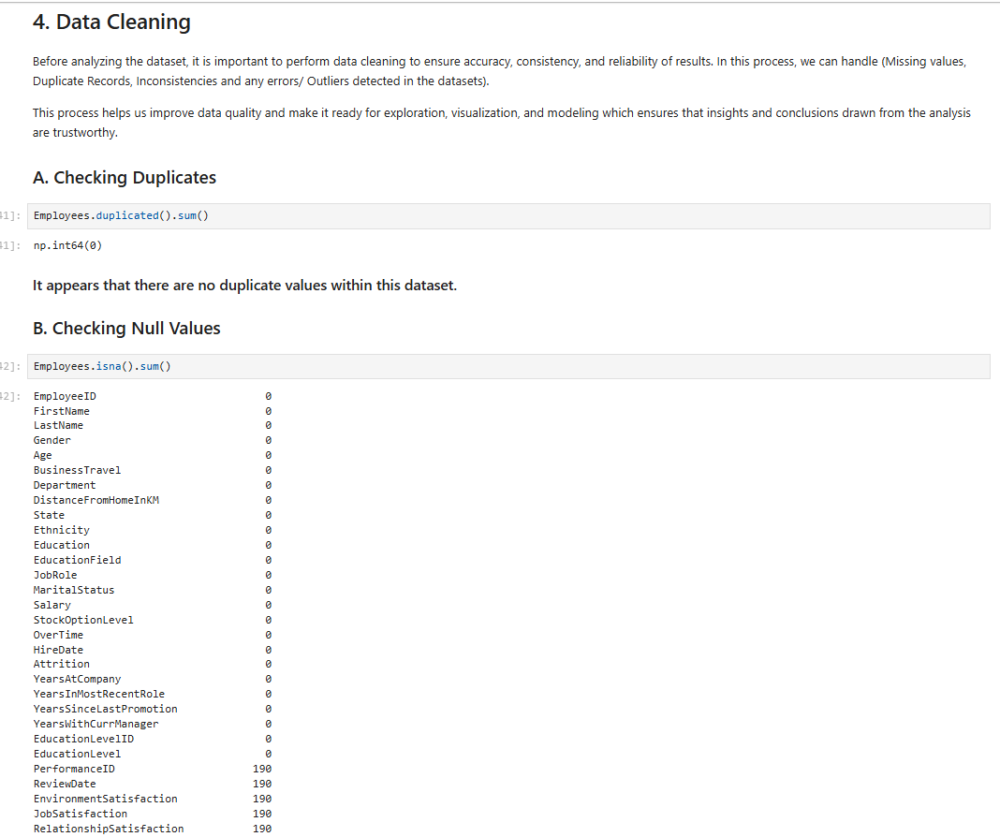 4. Data Cleaning
Before analyzing the dataset, it is important to perform data cleaning to ensure accuracy, consistency, and reliability of results. In this process, we can handle (Missing values,
Duplicate Records, Inconsistencies and any errors/ Outliers detected in the datasets).
This process helps us improve data quality and make it ready for exploration, visualization, and modeling which ensures that insights and conclusions drawn from the analysis
are trustworthy.
A. Checking Duplicates
41]: Employees.duplicated().sum()
41]: np.int64(0)
It appears that there are no duplicate values within this dataset.
B. Checking Null Values
42]: Employees.isna().sum()
42]: EmployeeID 0
FirstName 0
LastName 0
Gender 0
Age 0
BusinessTravel 0
Department 0
DistanceFromHomeInKM 0
State 0
Ethnicity 0
Education 0
EducationField 0
JobRole 0
MaritalStatus 0
Salary 0
StockOptionLevel 0
OverTime 0
HireDate 0
Attrition 0
YearsAtCompany 0
YearsInMostRecentRole 0
YearsSinceLastPromotion 0
YearsWithCurrManager 0
EducationLevelID 0
EducationLevel 0
PerformanceID 190
ReviewDate 190
EnvironmentSatisfaction 190
JobSatisfaction 190
RelationshipSatisfaction 190